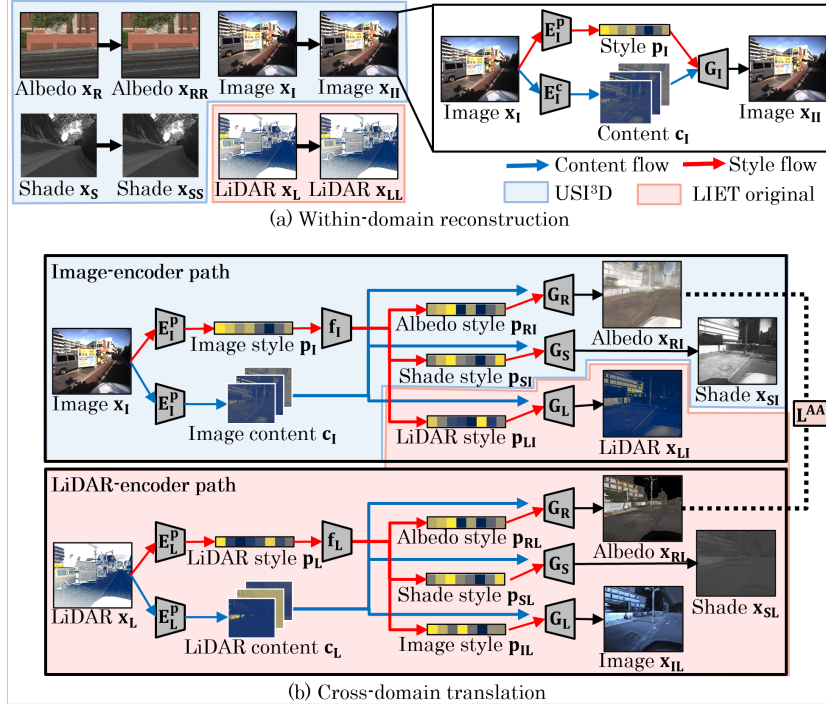 Albedo x_R
Albedo x_RR
Image x_I
Image x_II
Shade x_S
Shade x_SS
LiDAR x_L
LiDAR x_LL
Image x_I
E_I^p
Style p_I
E_I^c
Content c_I
G_I
Image x_II
Content flow
Style flow
USI³D
LIET original
(a) Within-domain reconstruction
Image-encoder path
Image x_I
E_I^p
Image style p_I
f_I
E_I^p
Image content c_I
Albedo style p_RI
G_R
Albedo x_RI
Shade style p_SI
G_S
Shade x_SI
LiDAR style p_LI
G_L
LiDAR x_LI
L^AA
LiDAR-encoder path
LiDAR x_L
E_L^p
LiDAR style p_L
f_L
E_L^p
LiDAR content c_L
Albedo style p_RL
G_R
Albedo x_RL
Shade style p_SL
G_S
Shade x_SL
Image style p_IL
G_L
Image x_IL
(b) Cross-domain translation